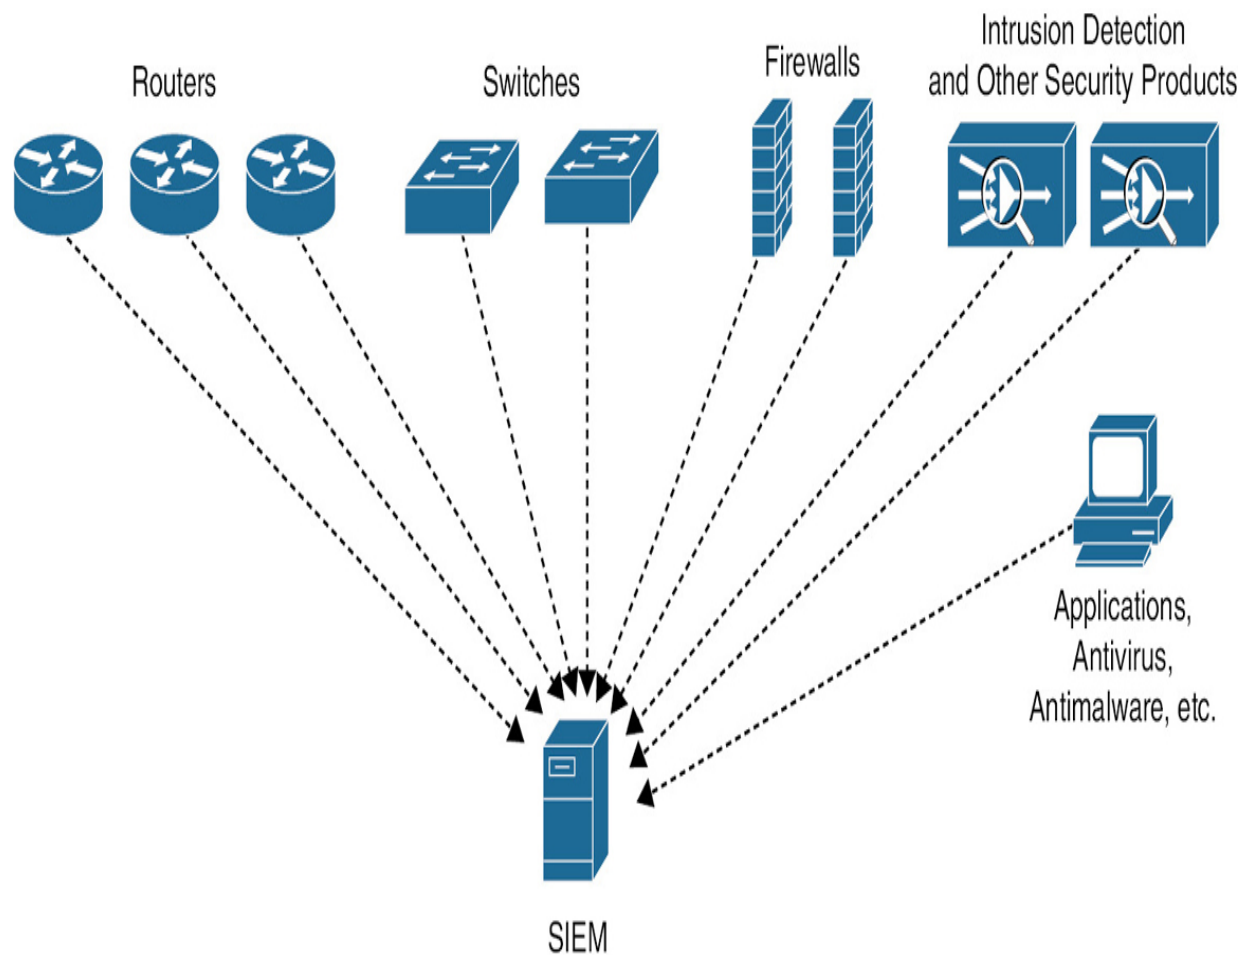 Routers
Switches
Firewalls
Intrusion Detection
and Other Security Products
Applications,
Antivirus,
Antimalware, etc.
SIEM